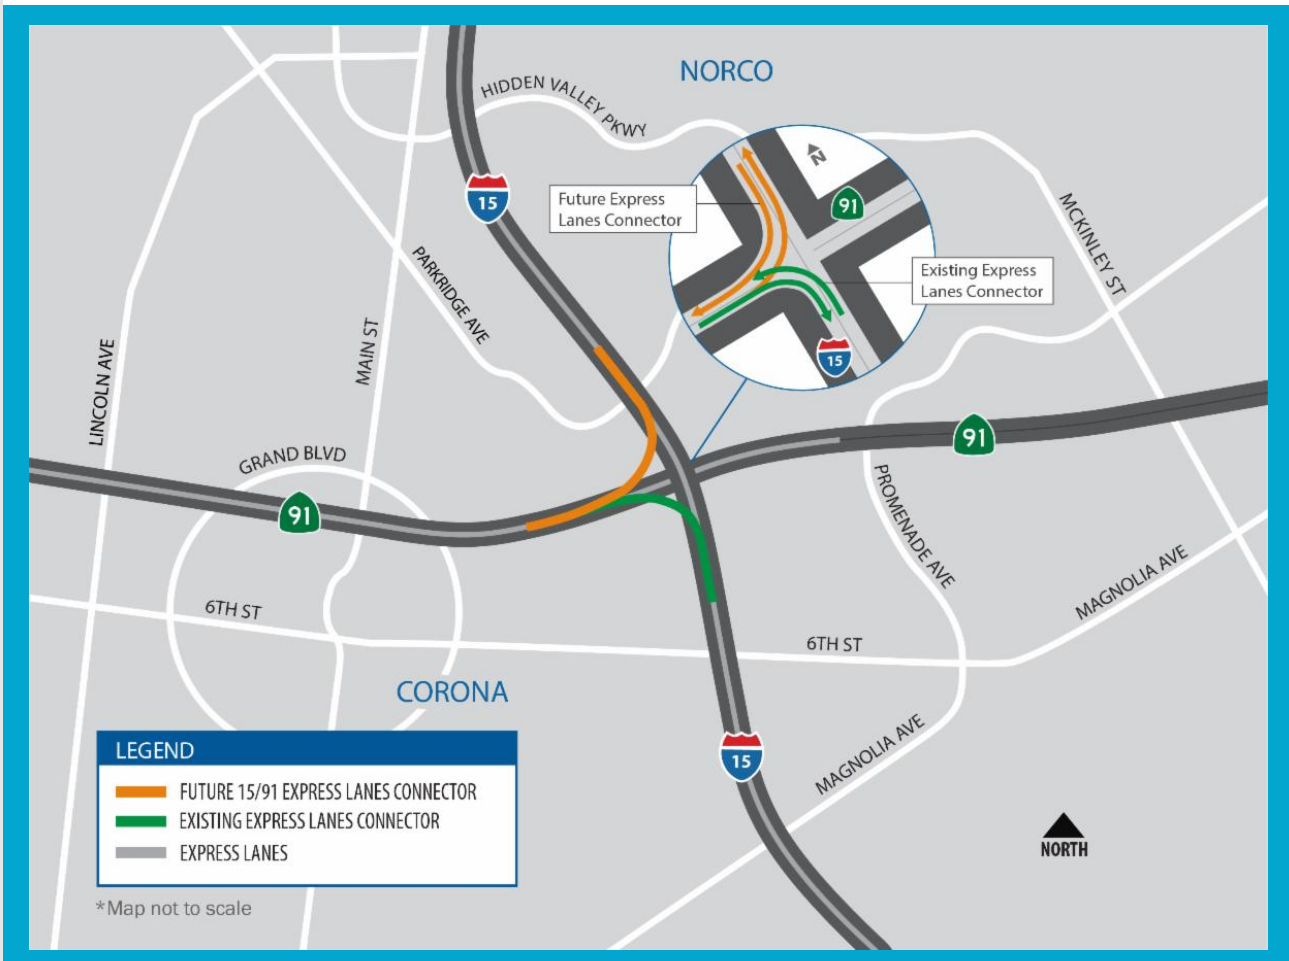 NORCO
HIDDEN VALLEY PKWY
15
Future Express
Lanes Connector
N
91
MCKINLEY ST
PARKRIDGE AVE
Existing Express
Lanes Connector
15
MAIN ST
LINCOLN AVE
GRAND BLVD
91
91
PROMENADE AVE
6TH ST
MAGNOLIA AVE
6TH ST
CORONA
15
MAGNOLIA AVE
LEGEND
FUTURE 15/91 EXPRESS LANES CONNECTOR
EXISTING EXPRESS LANES CONNECTOR
EXPRESS LANES
NORTH
*Map not to scale